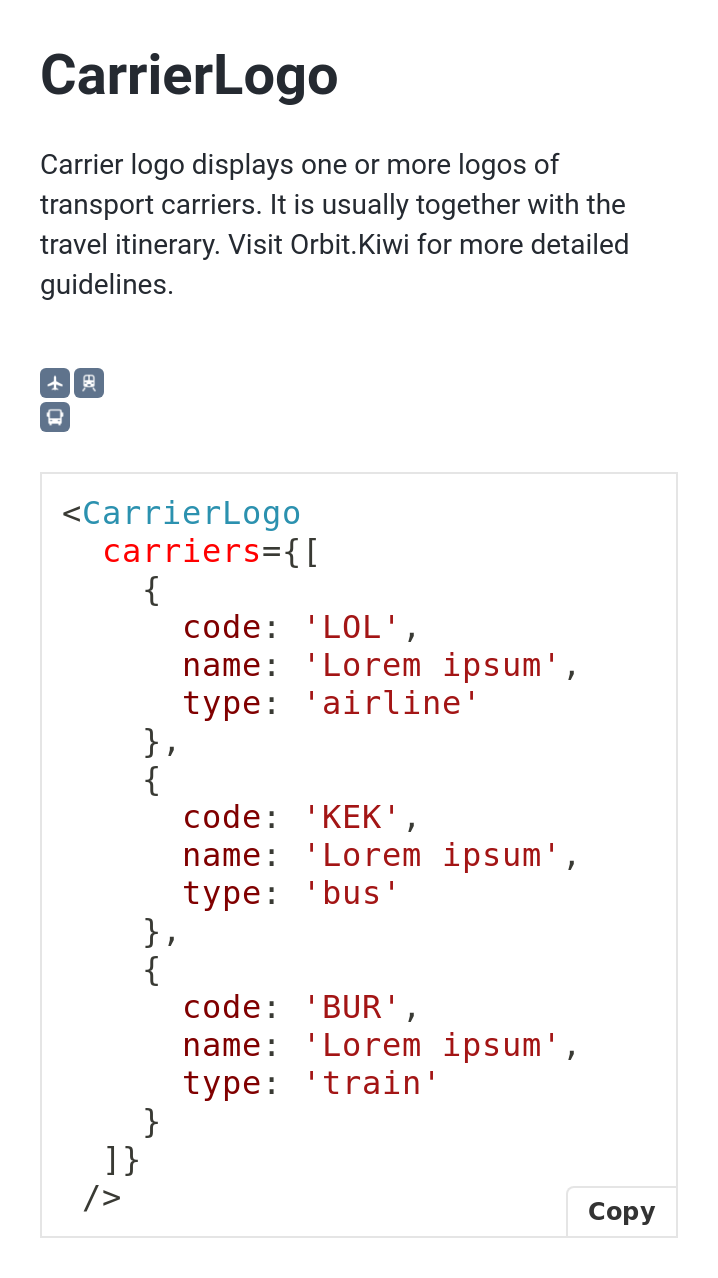 CarrierLogo
Carrier logo displays one or more logos of
transport carriers. It is usually together with the
travel itinerary. Visit Orbit.Kiwi for more detailed
guidelines.
<CarrierLogo
  carriers={[
    {
      code: 'LOL',
      name: 'Lorem ipsum',
      type: 'airline'
    },
    {
      code: 'KEK',
      name: 'Lorem ipsum',
      type: 'bus'
    },
    {
      code: 'BUR',
      name: 'Lorem ipsum',
      type: 'train'
    }
  ]}
 />
Copy